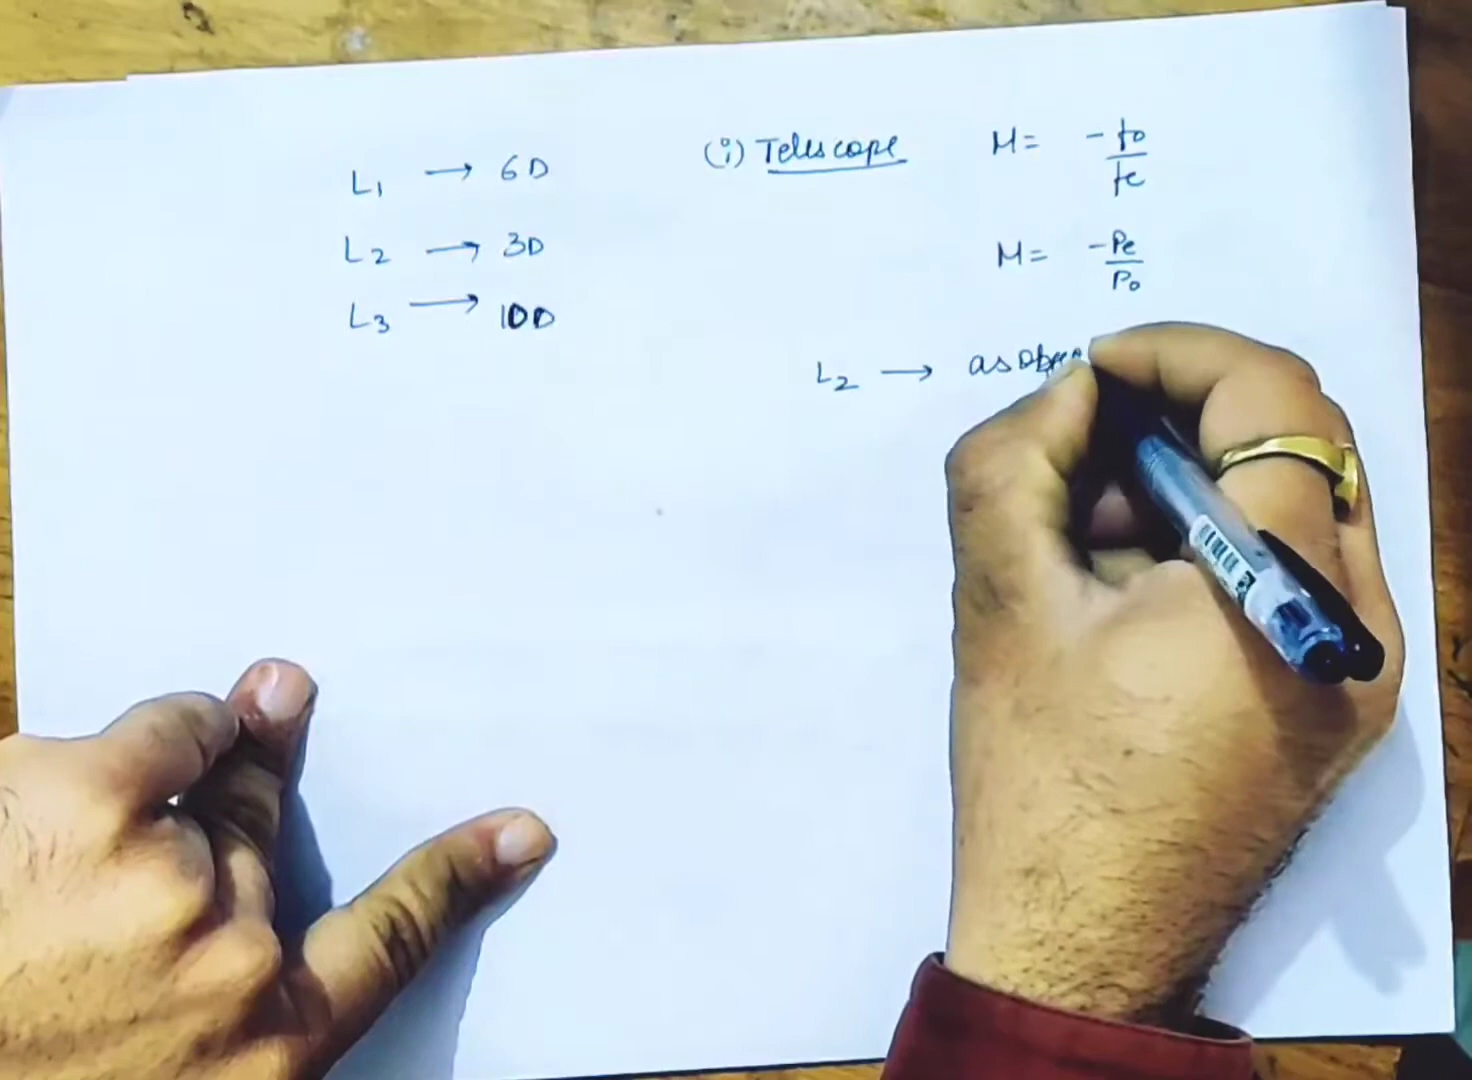 L₁ → 6D
L₂ → 3D
L₃ → 10D
(i) Telescope M = -fo/fe
M = -Pe/Po
L₂ → as